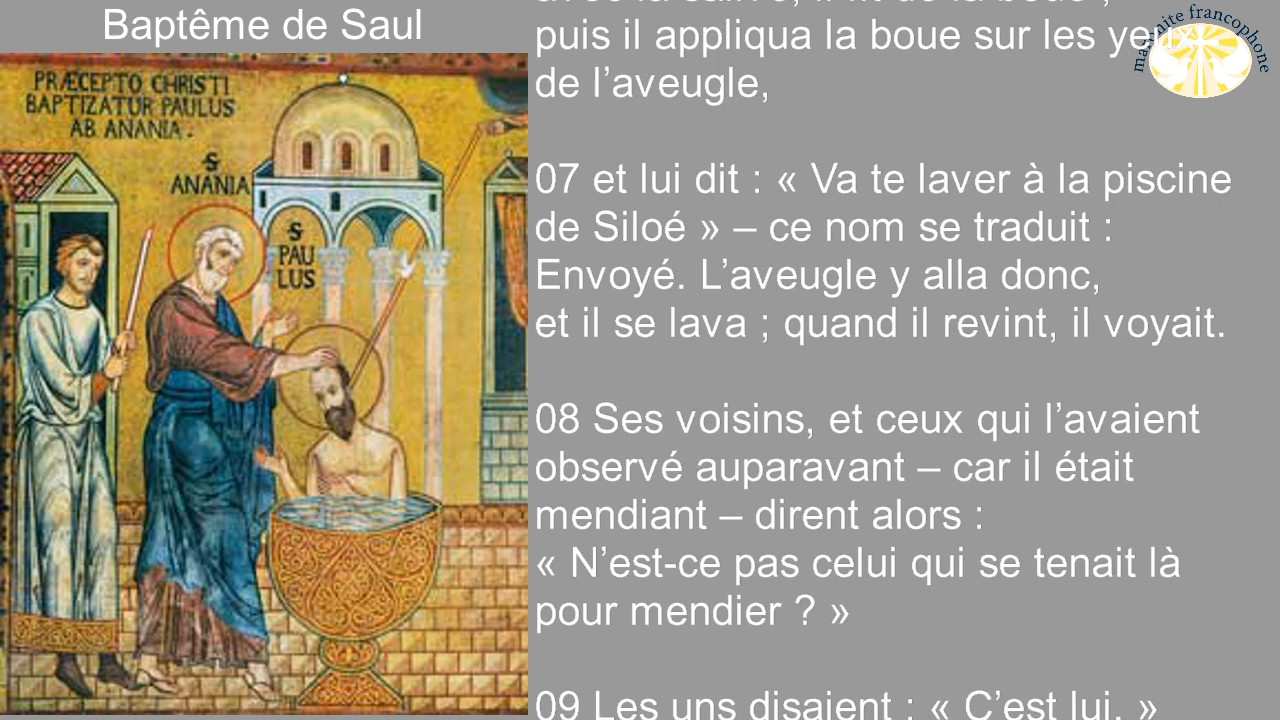 Baptême de Saul
PRÆCEPTO CHRISTI
BAPTIZATUR PAULUS
AB ANANIA .
S
ANANIA
S
PAU
LUS
puis il appliqua la boue sur les yeux
de l’aveugle,
07 et lui dit : « Va te laver à la piscine
de Siloé » – ce nom se traduit :
Envoyé. L’aveugle y alla donc,
et il se lava ; quand il revint, il voyait.
08 Ses voisins, et ceux qui l’avaient
observé auparavant – car il était
mendiant – dirent alors :
« N’est-ce pas celui qui se tenait là
pour mendier ? »
09 Les uns disaient : « C’est lui. »
francophone